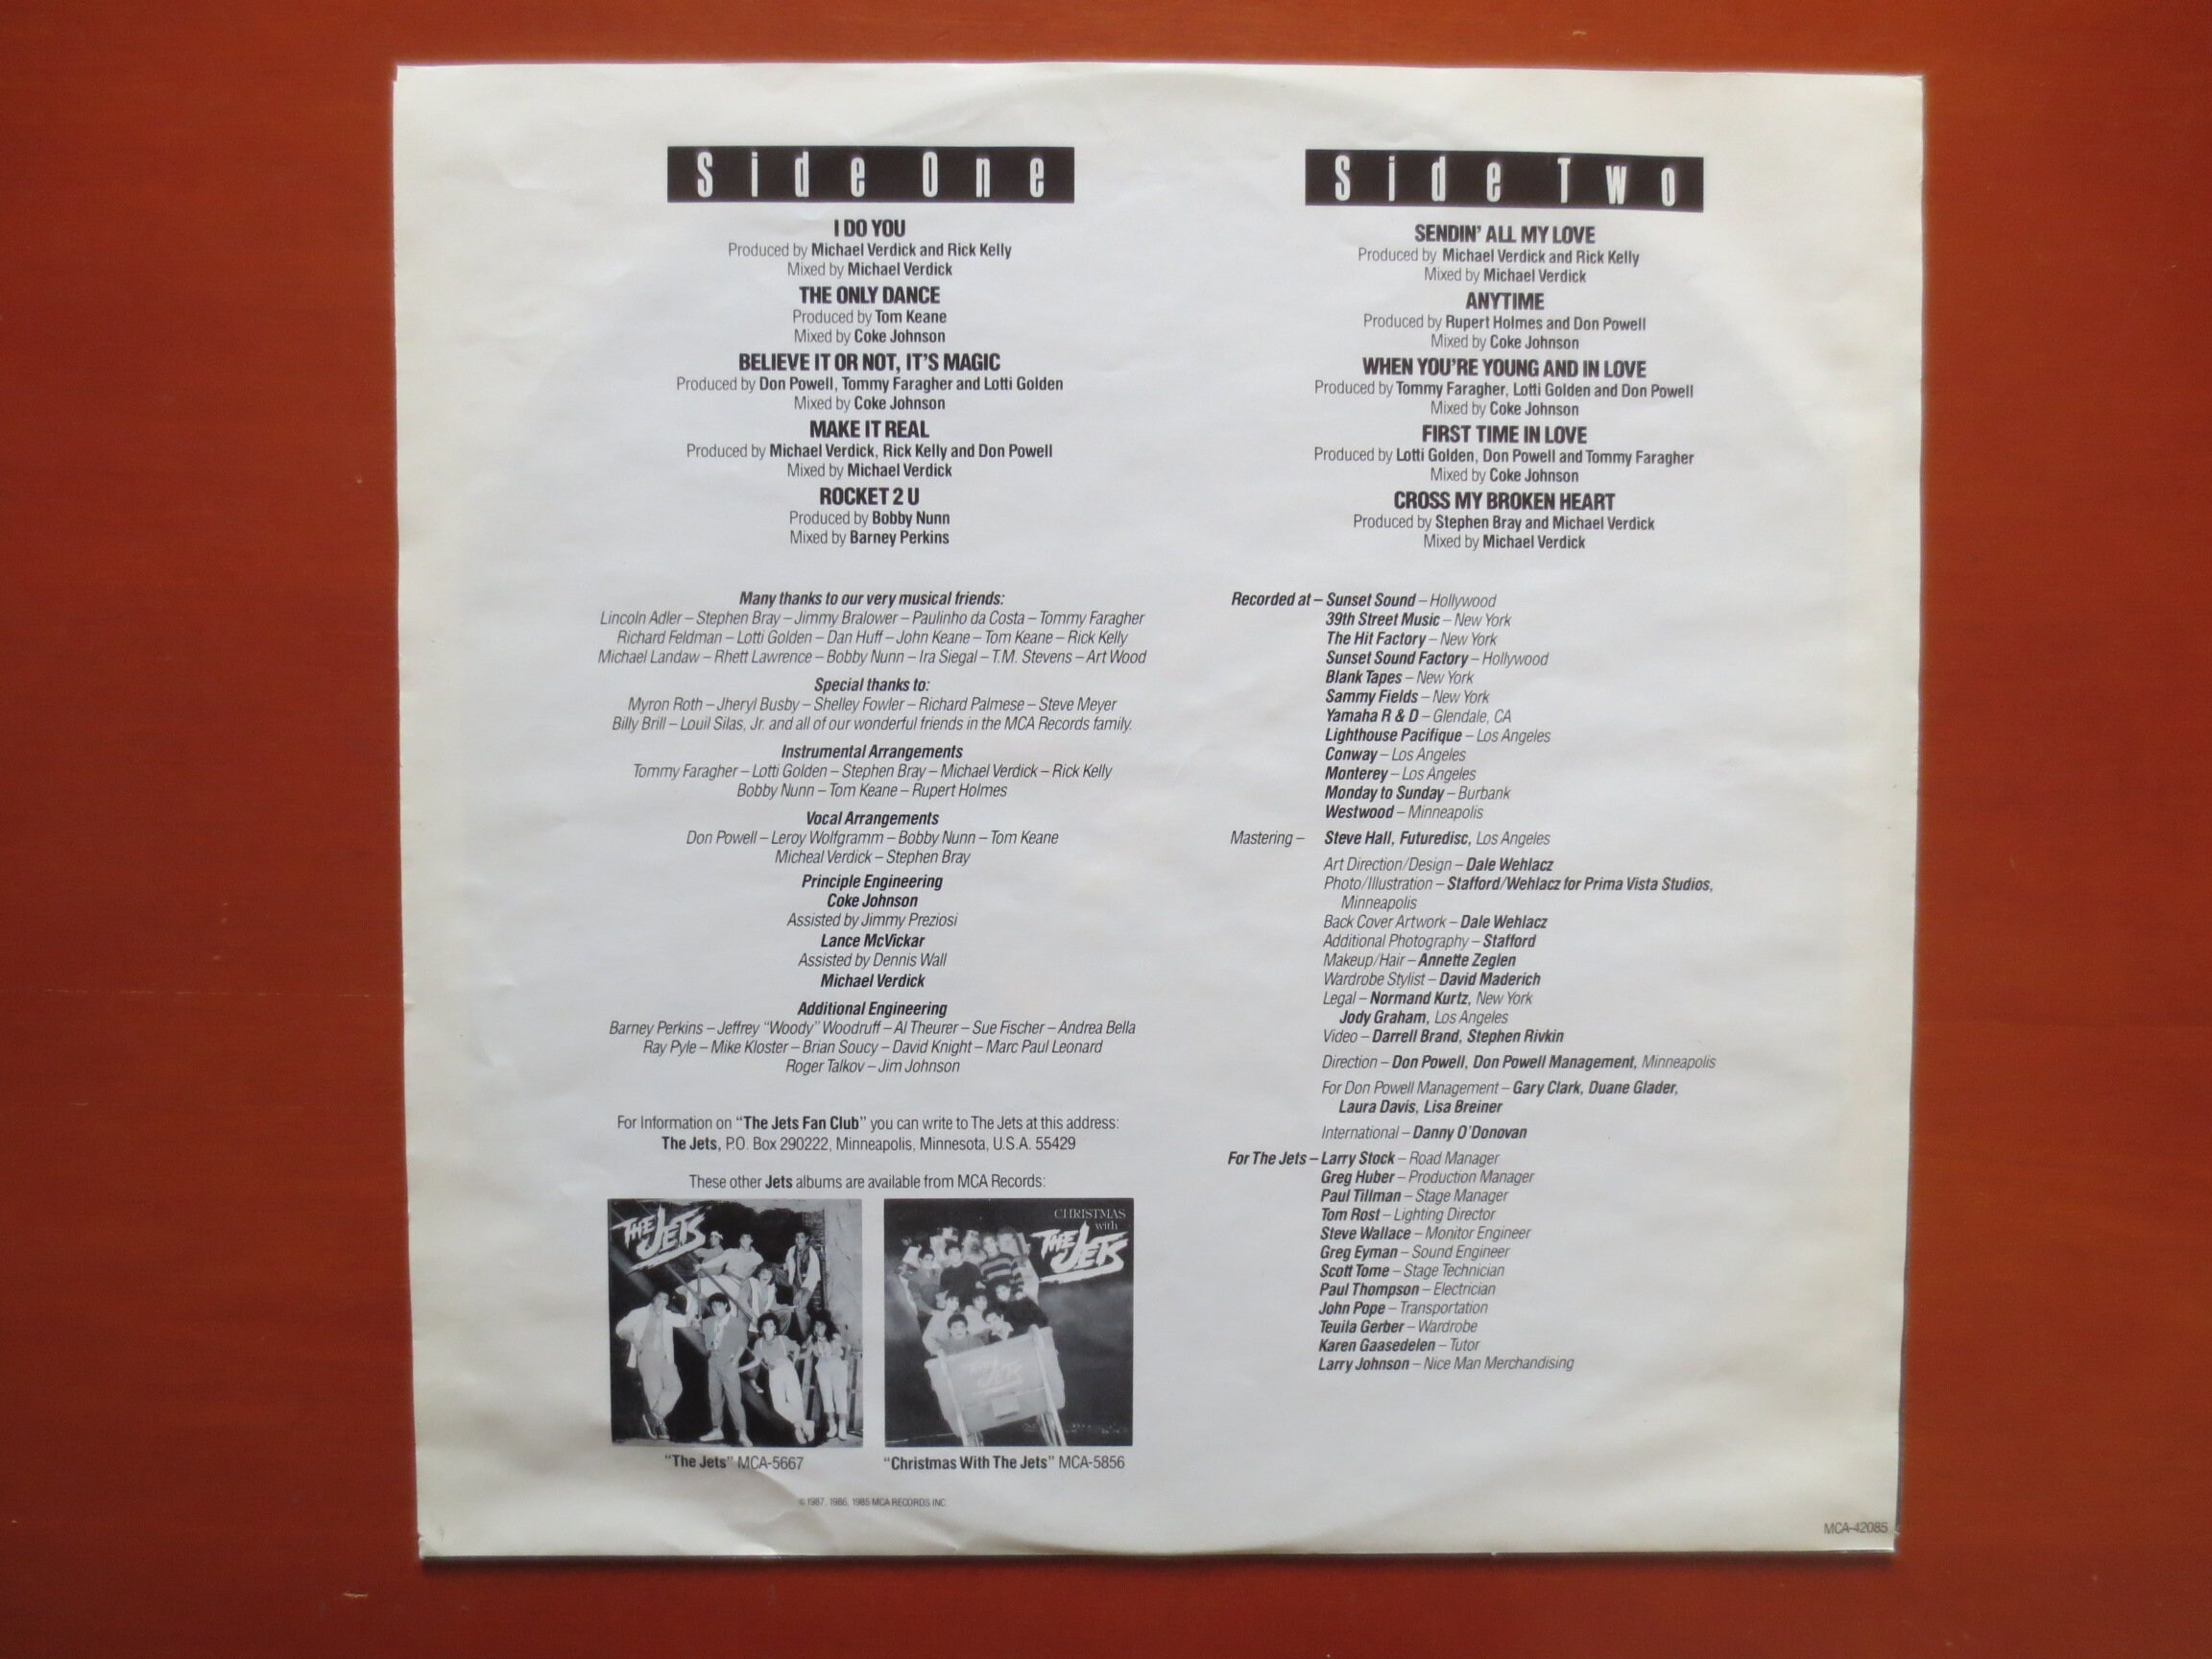 Side One
I DO YOU
Produced by Michael Verdick and Rick Kelly
Mixed by Michael Verdick
THE ONLY DANCE
Produced by Tom Keane
Mixed by Coke Johnson
BELIEVE IT OR NOT, IT'S MAGIC
Produced by Don Powell, Tommy Faragher and Lotti Golden
Mixed by Coke Johnson
MAKE IT REAL
Produced by Michael Verdick, Rick Kelly and Don Powell
Mixed by Michael Verdick
ROCKET 2 U
Produced by Bobby Nunn
Mixed by Barney Perkins
Many thanks to our very musical friends:
Lincoln Adler – Stephen Bray – Jimmy Bralower – Paulinho da Costa – Tommy Faragher
Richard Feldman – Lotti Golden – Dan Huff – John Keane – Tom Keane – Rick Kelly
Michael Landaw – Rhett Lawrence – Bobby Nunn – Ira Siegal – T.M. Stevens – Art Wood
Special thanks to:
Myron Roth – Jheryl Busby – Shelley Fowler – Richard Palmese – Steve Meyer
Billy Brill – Louil Silas, Jr. and all of our wonderful friends in the MCA Records family.
Instrumental Arrangements
Tommy Faragher – Lotti Golden – Stephen Bray – Michael Verdick – Rick Kelly
Bobby Nunn – Tom Keane – Rupert Holmes
Vocal Arrangements
Don Powell – Leroy Wolfgramm – Bobby Nunn – Tom Keane
Micheal Verdick – Stephen Bray
Principle Engineering
Coke Johnson
Assisted by Jimmy Preziosi
Lance McVickar
Assisted by Dennis Wall
Michael Verdick
Additional Engineering
Barney Perkins – Jeffrey "Woody" Woodruff – Al Theurer – Sue Fischer – Andrea Bella
Ray Pyle – Mike Kloster – Brian Soucy – David Knight – Marc Paul Leonard
Roger Talkov – Jim Johnson
For Information on "The Jets Fan Club" you can write to The Jets at this address:
The Jets, P.O. Box 290222, Minneapolis, Minnesota, U.S.A. 55429
These other Jets albums are available from MCA Records:
THE JETS
CHRISTMAS
with
THE JETS
"The Jets" MCA-5667
"Christmas With The Jets" MCA-5856
© 1987, 1986, 1985 MCA RECORDS INC.
Side Two
SENDIN' ALL MY LOVE
Produced by Michael Verdick and Rick Kelly
Mixed by Michael Verdick
ANYTIME
Produced by Rupert Holmes and Don Powell
Mixed by Coke Johnson
WHEN YOU'RE YOUNG AND IN LOVE
Produced by Tommy Faragher, Lotti Golden and Don Powell
Mixed by Coke Johnson
FIRST TIME IN LOVE
Produced by Lotti Golden, Don Powell and Tommy Faragher
Mixed by Coke Johnson
CROSS MY BROKEN HEART
Produced by Stephen Bray and Michael Verdick
Mixed by Michael Verdick
Recorded at – Sunset Sound – Hollywood
39th Street Music – New York
The Hit Factory – New York
Sunset Sound Factory – Hollywood
Blank Tapes – New York
Sammy Fields – New York
Yamaha R & D – Glendale, CA
Lighthouse Pacifique – Los Angeles
Conway – Los Angeles
Monterey – Los Angeles
Monday to Sunday – Burbank
Westwood – Minneapolis
Mastering – Steve Hall, Futuredisc, Los Angeles
Art Direction/Design – Dale Wehlacz
Photo/Illustration – Stafford/Wehlacz for Prima Vista Studios,
Minneapolis
Back Cover Artwork – Dale Wehlacz
Additional Photography – Stafford
Makeup/Hair – Annette Zeglen
Wardrobe Stylist – David Maderich
Legal – Normand Kurtz, New York
Jody Graham, Los Angeles
Video – Darrell Brand, Stephen Rivkin
Direction – Don Powell, Don Powell Management, Minneapolis
For Don Powell Management – Gary Clark, Duane Glader,
Laura Davis, Lisa Breiner
International – Danny O'Donovan
For The Jets – Larry Stock – Road Manager
Greg Huber – Production Manager
Paul Tillman – Stage Manager
Tom Rost – Lighting Director
Steve Wallace – Monitor Engineer
Greg Eyman – Sound Engineer
Scott Tome – Stage Technician
Paul Thompson – Electrician
John Pope – Transportation
Teuila Gerber – Wardrobe
Karen Gaasedelen – Tutor
Larry Johnson – Nice Man Merchandising
MCA-42085